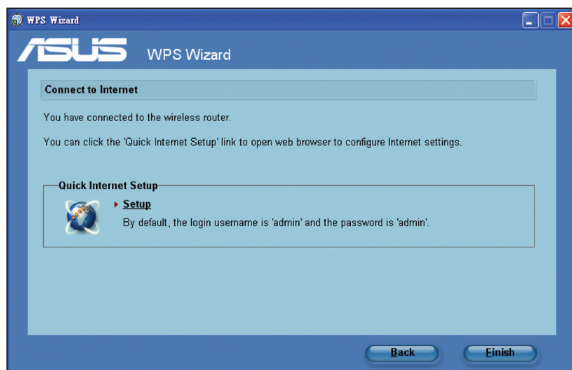 WPS Wizard
ASUS WPS Wizard
Connect to Internet
You have connected to the wireless router.
You can click the 'Quick Internet Setup' link to open web browser to configure Internet settings.
Quick Internet Setup
Setup
By default, the login username is 'admin' and the password is 'admin'.
Back Finish